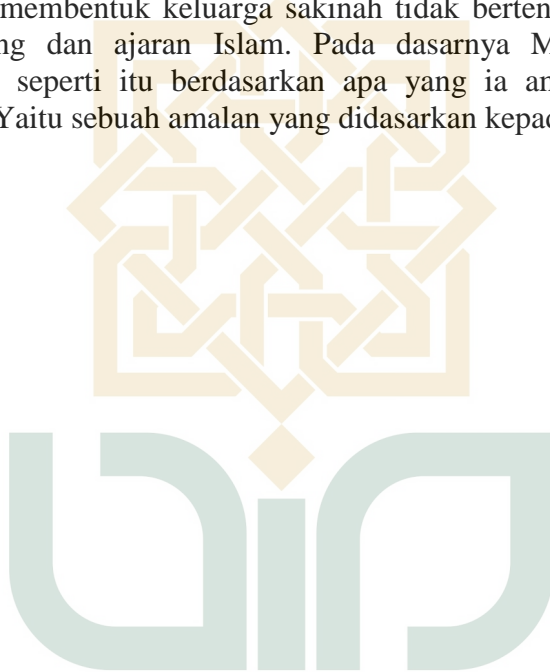 membentuk keluarga sakinah tidak
dan ajaran Islam. Pada dasarnya
seperti itu berdasarkan apa yang ia
Yaitu sebuah amalan yang didasarkan